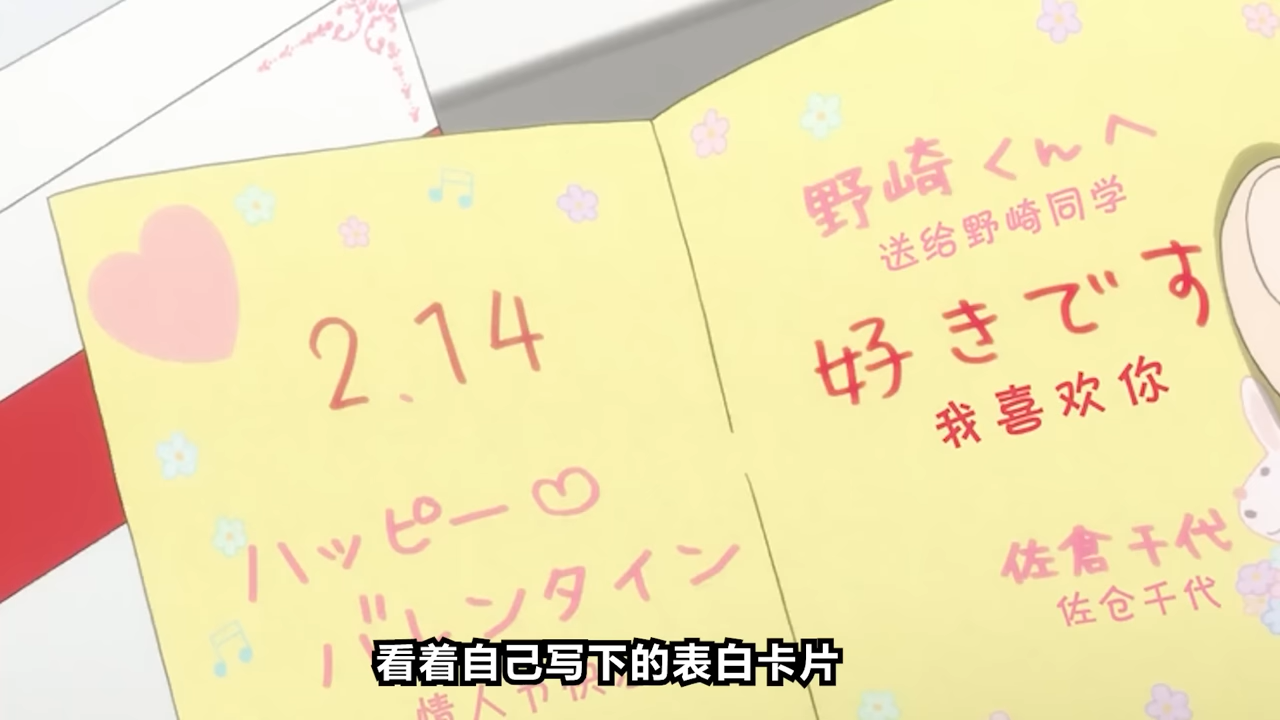 2.14
ハッピー♡
バレンタイン
野崎くんへ
送给野崎同学
好きです
我喜欢你
佐倉千代
佐仓千代
看着自己写下的表白卡片